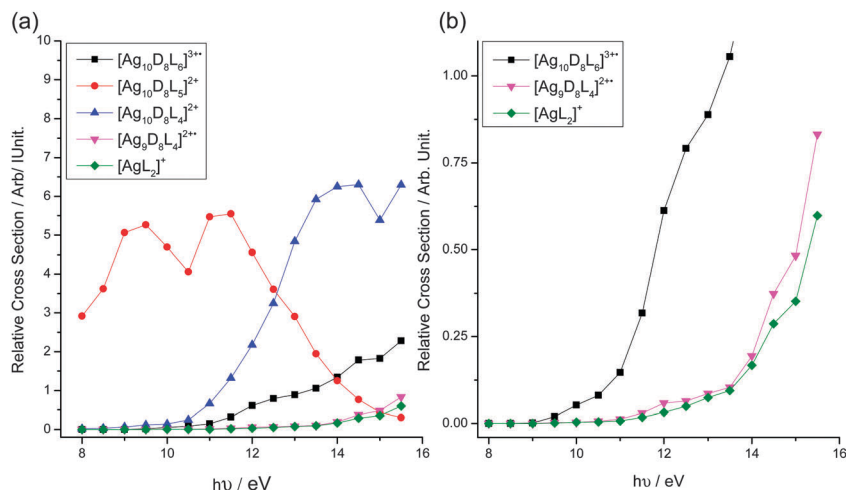 (a)
10
9
8
7
6
5
4
3
2
1
0
Relative Cross Section / Arb/ IUnit.
[Ag₁₀D₈L₆]³⁺•
[Ag₁₀D₈L₅]²⁺
[Ag₁₀D₈L₄]²⁺
[Ag₉D₈L₄]²⁺•
[AgL₂]⁺
8 10 12 14 16
hυ / eV
(b)
1.00
0.75
0.50
0.25
0.00
Relative Cross Section / Arb. Unit.
[Ag₁₀D₈L₆]³⁺•
[Ag₉D₈L₄]²⁺•
[AgL₂]⁺
8 10 12 14 16
hυ / eV